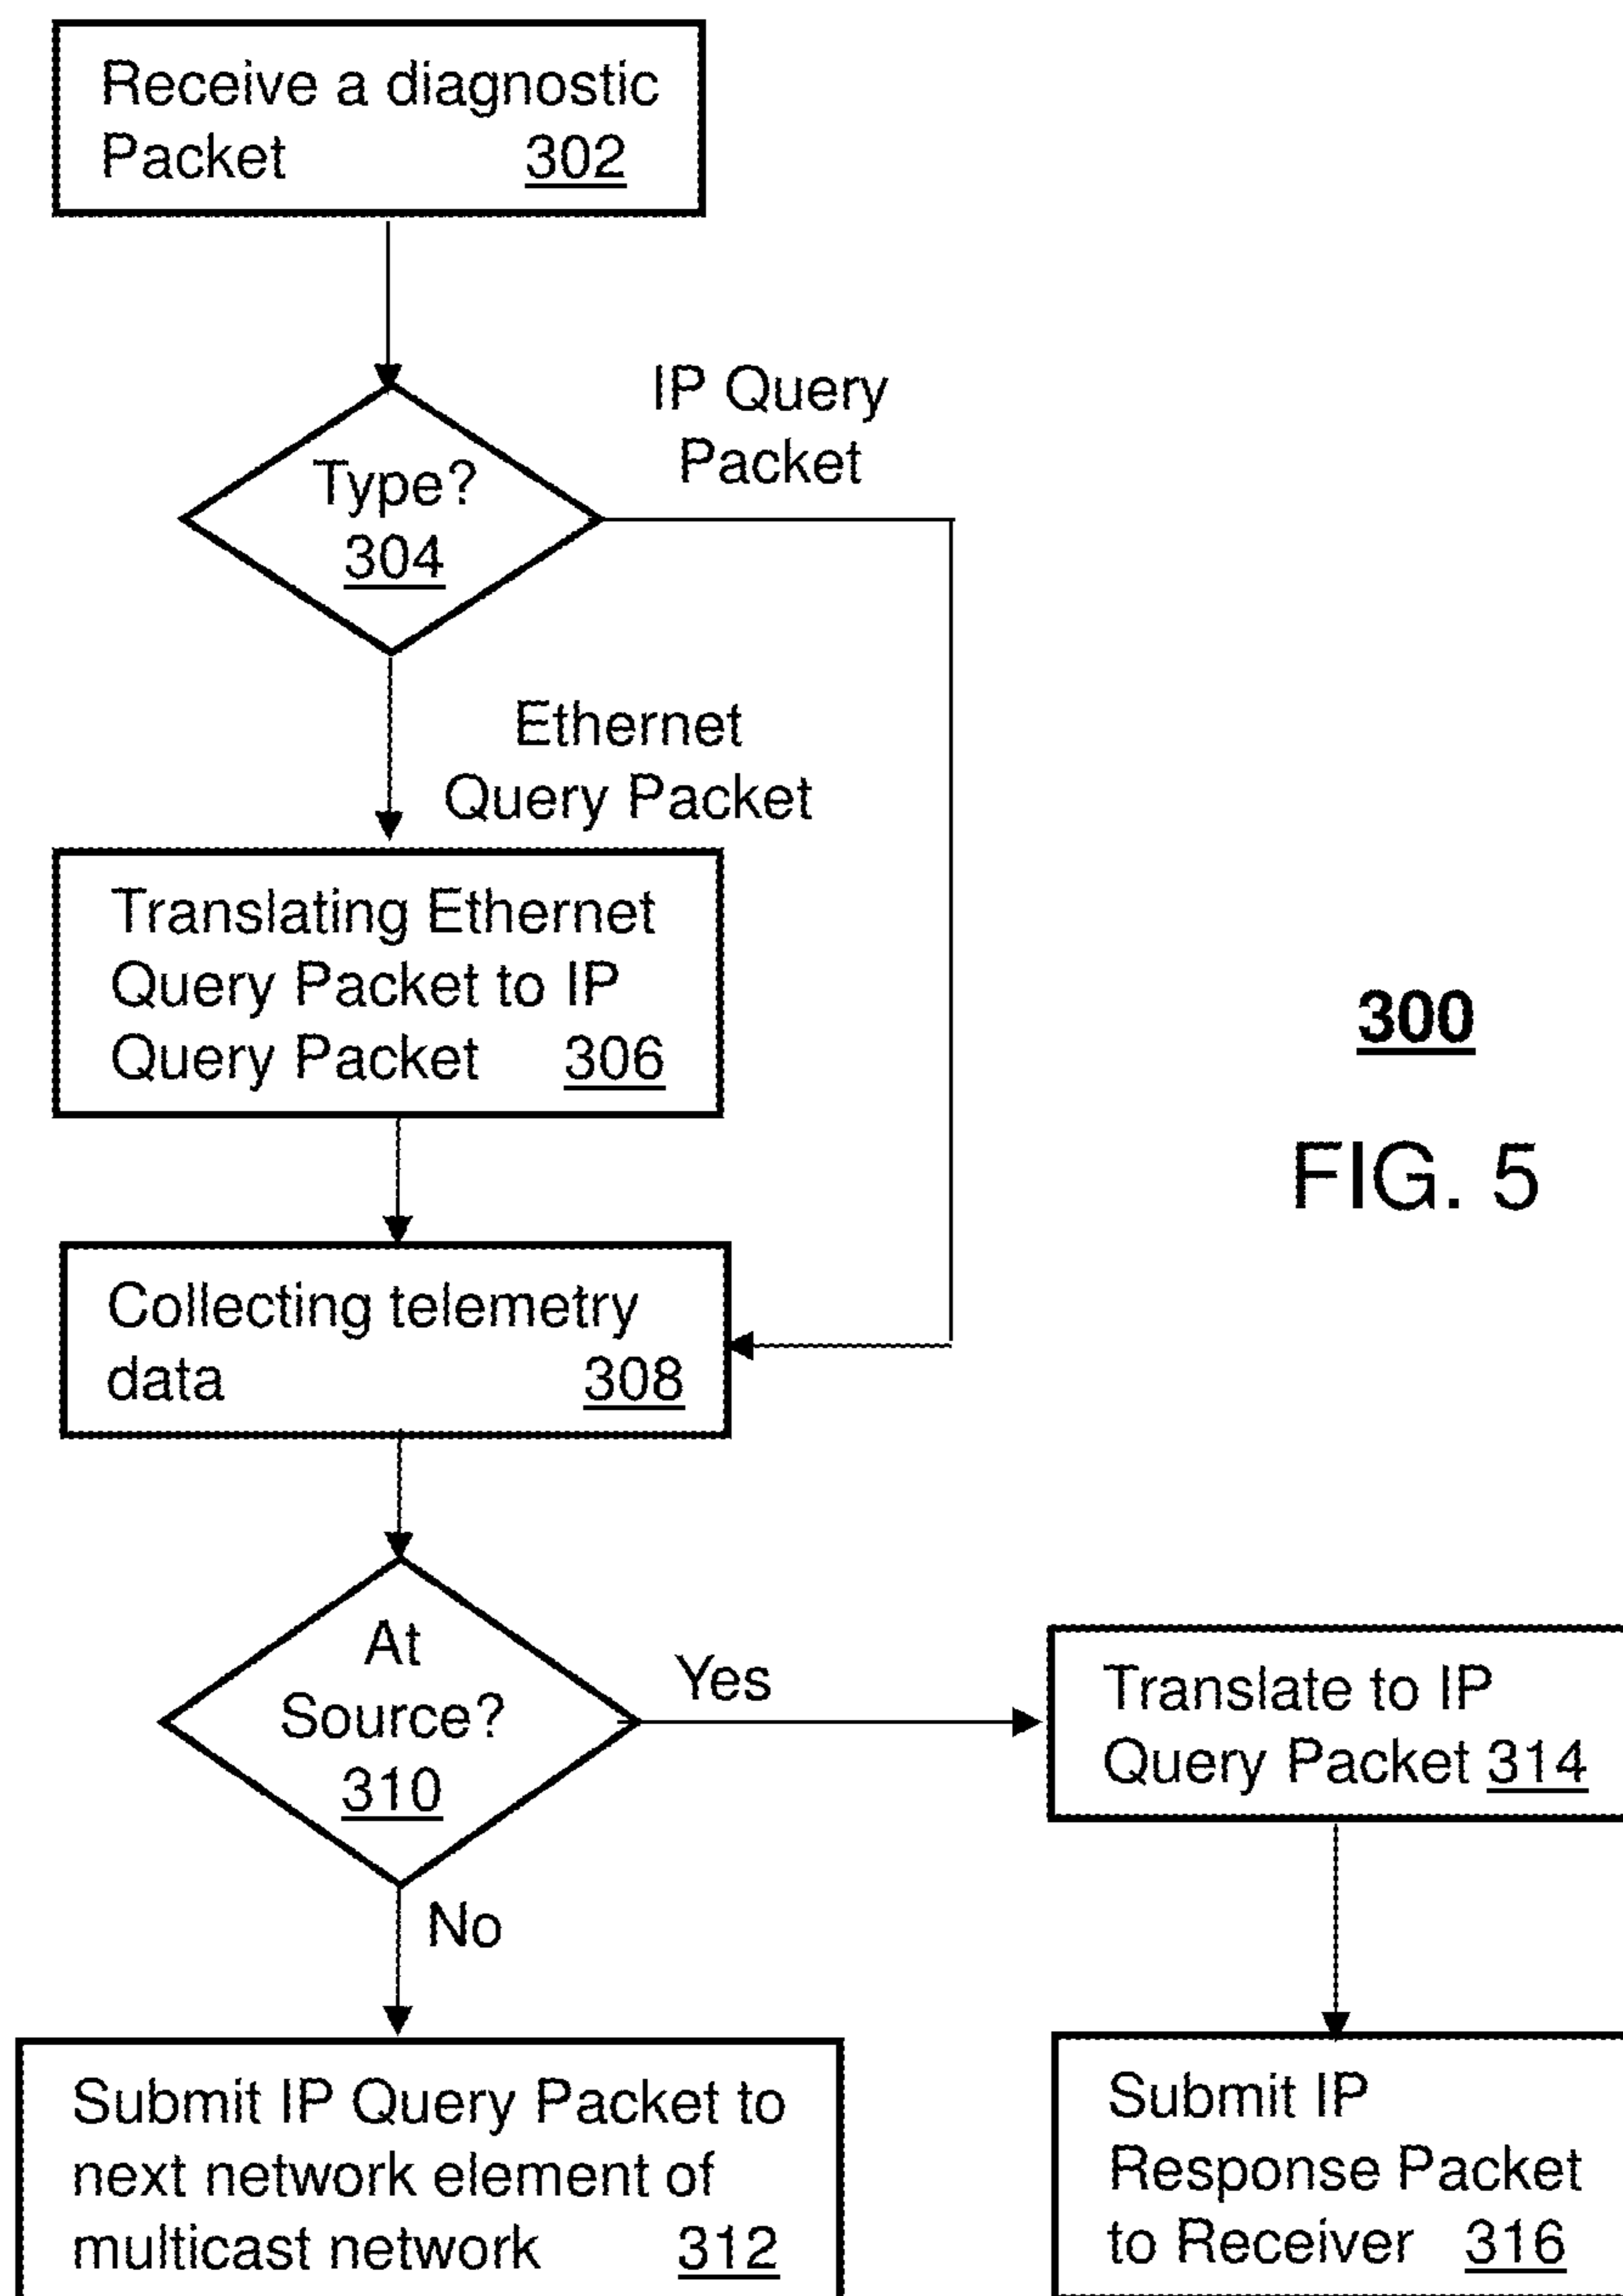 Receive a diagnostic
Packet 302
IP Query
Packet
Type?
304
Ethernet
Query Packet
Translating Ethernet
Query Packet to IP
Query Packet 306
300
FIG. 5
Collecting telemetry
data 308
At
Source?
310
Yes
Translate to IP
Query Packet 314
No
Submit IP Query Packet to
next network element of
multicast network 312
Submit IP
Response Packet
to Receiver 316